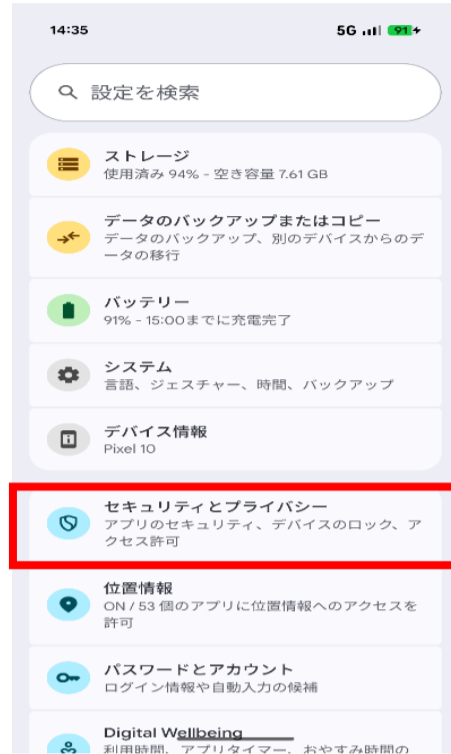 14:35
5G 91
設定を検索
ストレージ
使用済み 94% - 空き容量 7.61 GB
データのバックアップまたはコピー
データのバックアップ、別のデバイスからのデ
ータの移行
バッテリー
91% - 15:00までに充電完了
システム
言語、ジェスチャー、時間、バックアップ
デバイス情報
Pixel 10
セキュリティとプライバシー
アプリのセキュリティ、デバイスのロック、ア
クセス許可
位置情報
ON / 53 個のアプリに位置情報へのアクセスを
許可
パスワードとアカウント
ログイン情報や自動入力の候補
Digital Wellbeing
利用時間、アプリタイマー、おやすみ時間の